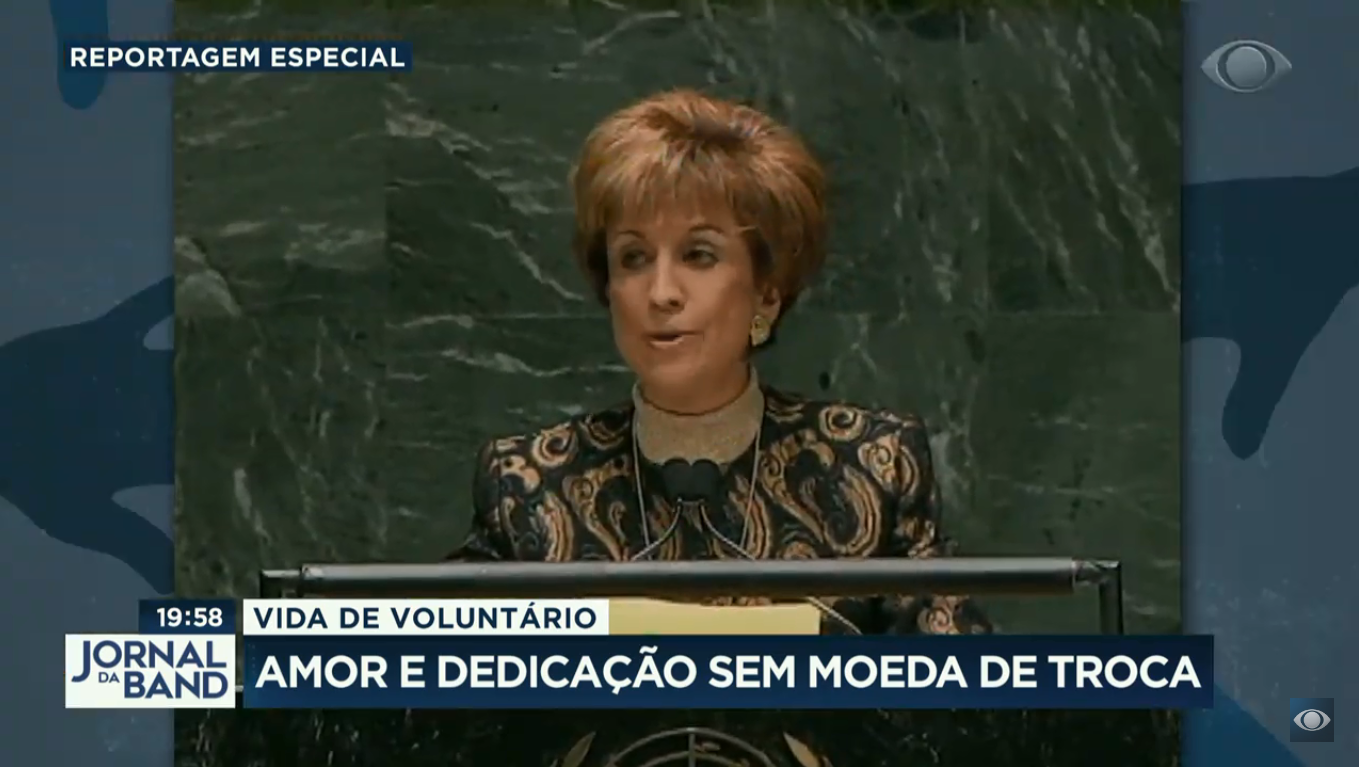 REPORTAGEM ESPECIAL
19:58
VIDA DE VOLUNTÁRIO
JORNAL
DA BAND
AMOR E DEDICAÇÃO SEM MOEDA DE TROCA